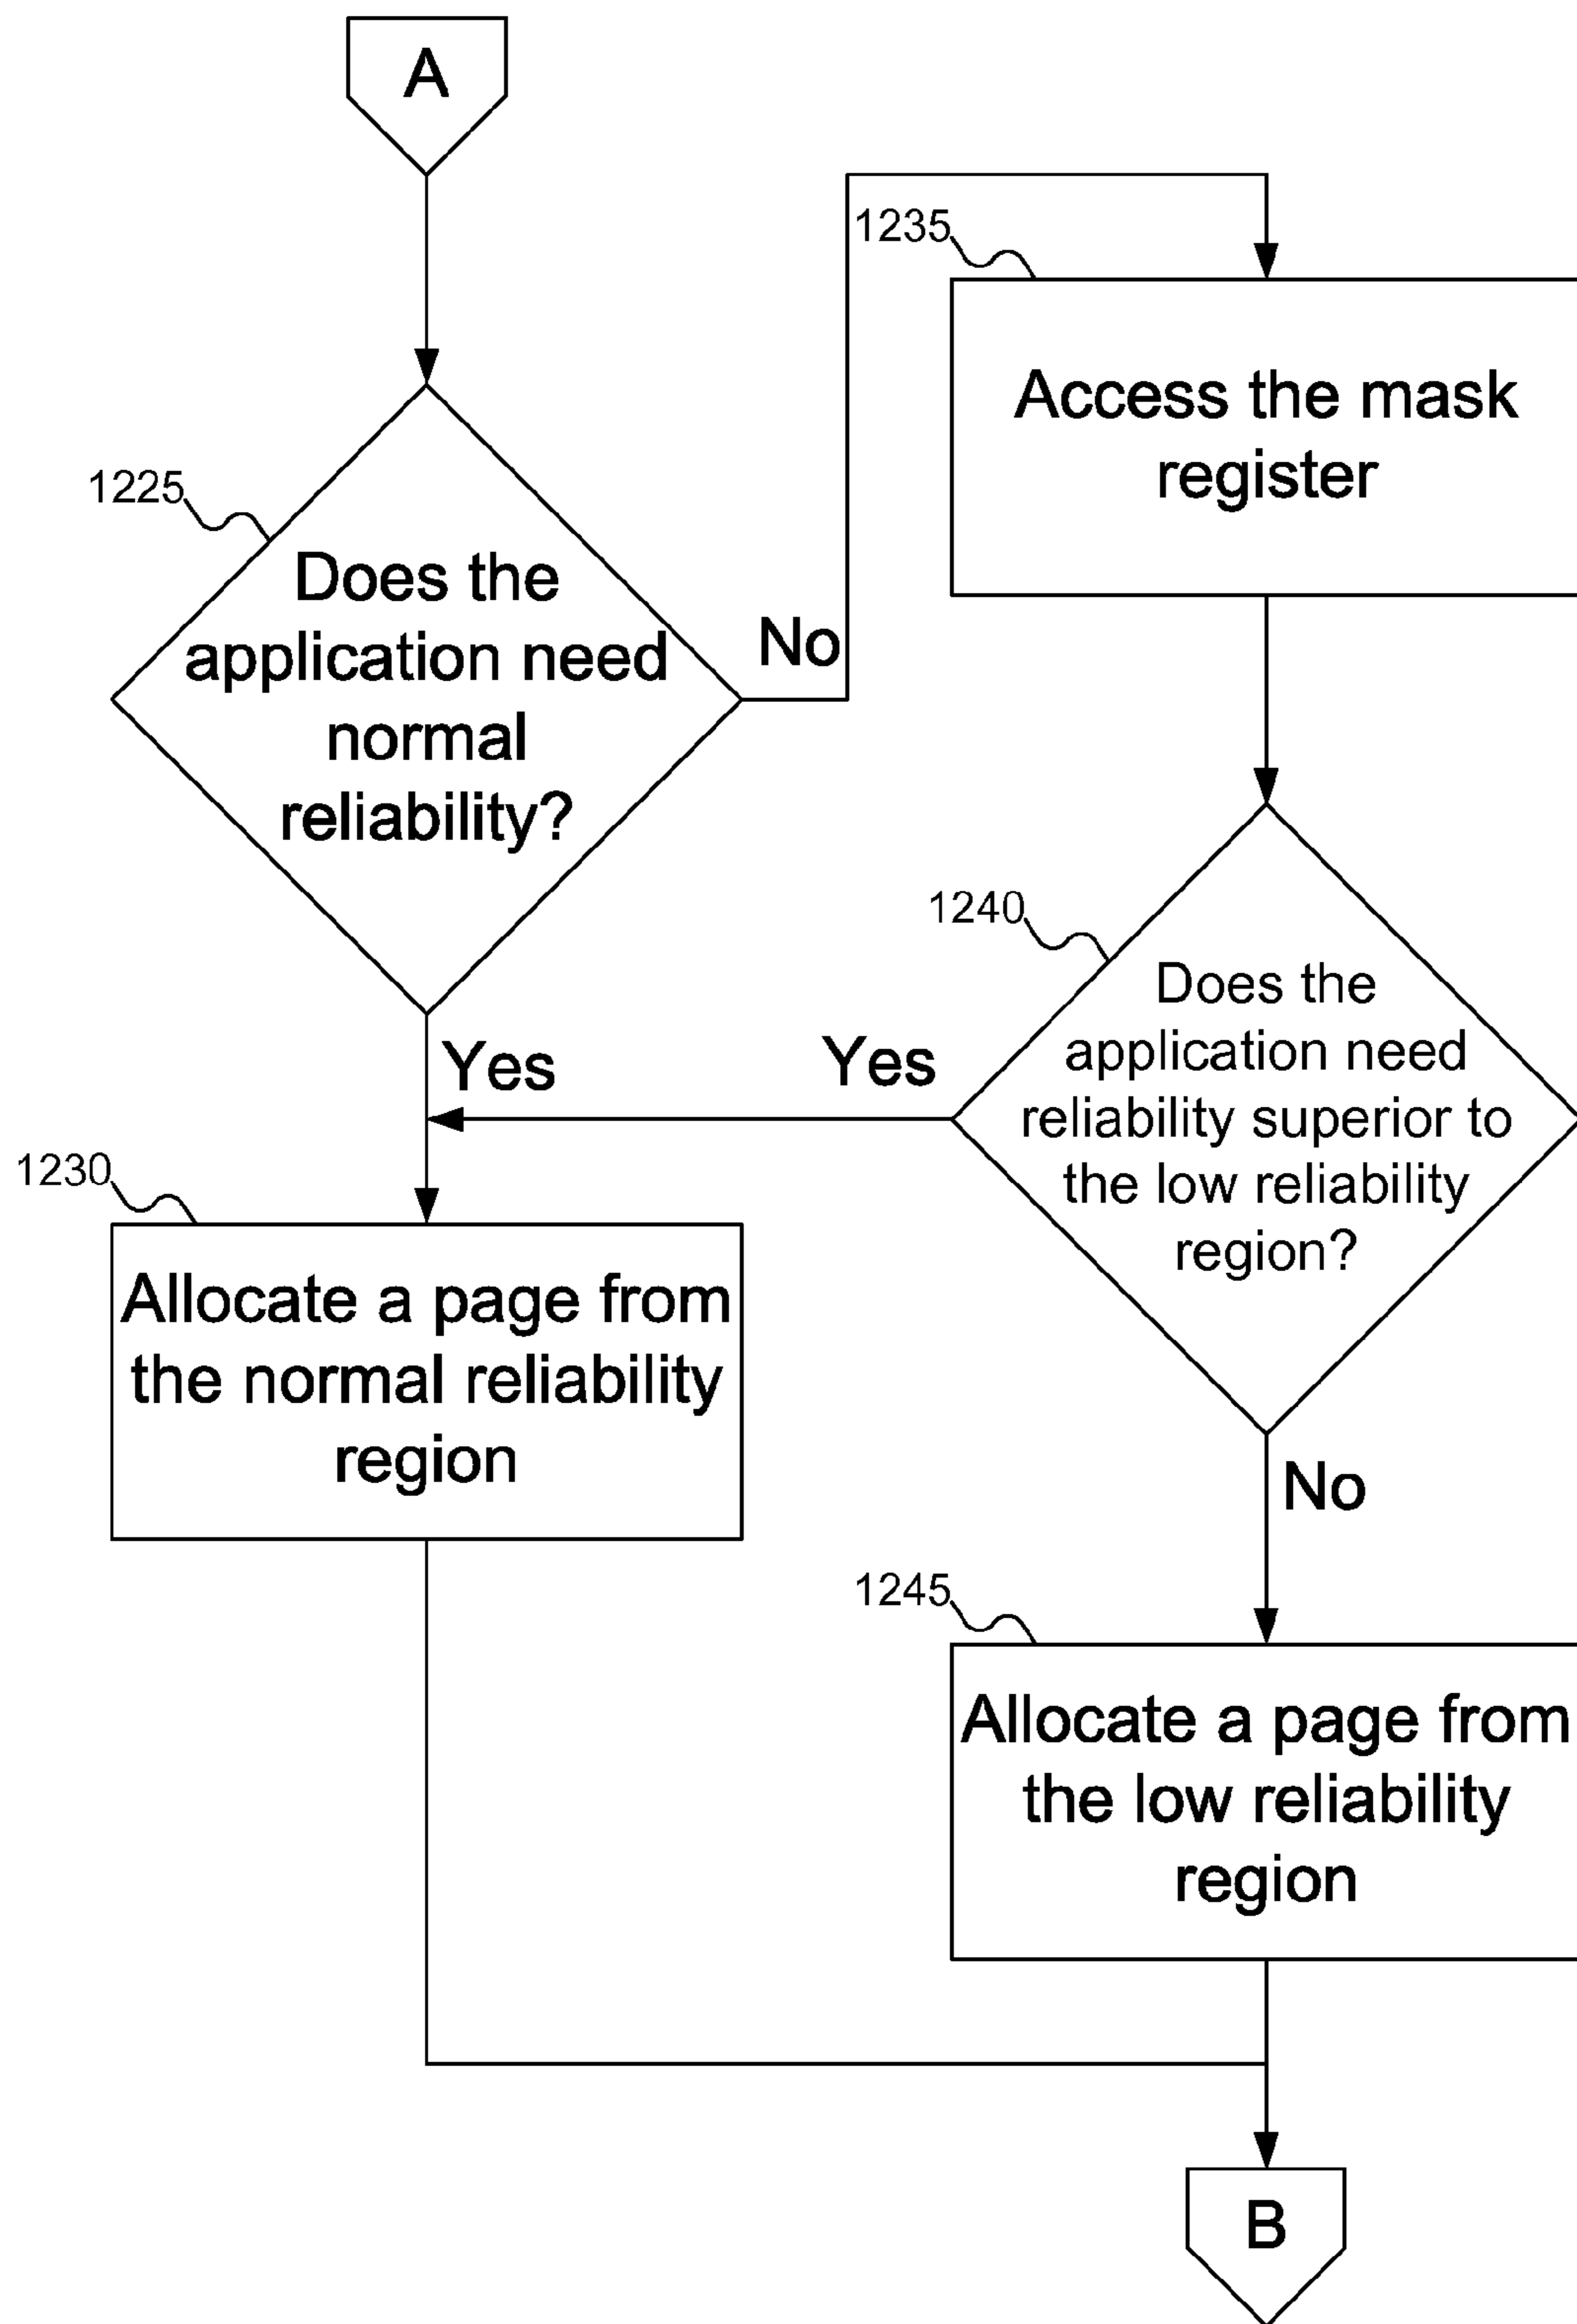 A
1225
Does the
application need
normal
reliability?
No
1235
Access the mask
register
1240
Does the
application need
reliability superior to
the low reliability
region?
Yes
Yes
1230
Allocate a page from
the normal reliability
region
No
1245
Allocate a page from
the low reliability
region
B